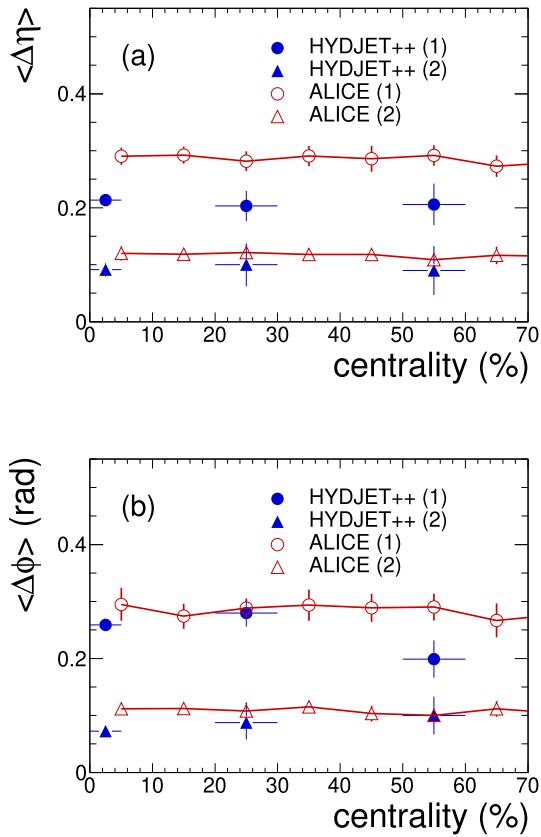 <Δη>
(a)
HYDJET++ (1)
HYDJET++ (2)
ALICE (1)
ALICE (2)
0.4
0.2
0
0 10 20 30 40 50 60 70
centrality (%)
<Δϕ> (rad)
(b)
HYDJET++ (1)
HYDJET++ (2)
ALICE (1)
ALICE (2)
0.4
0.2
0
0 10 20 30 40 50 60 70
centrality (%)